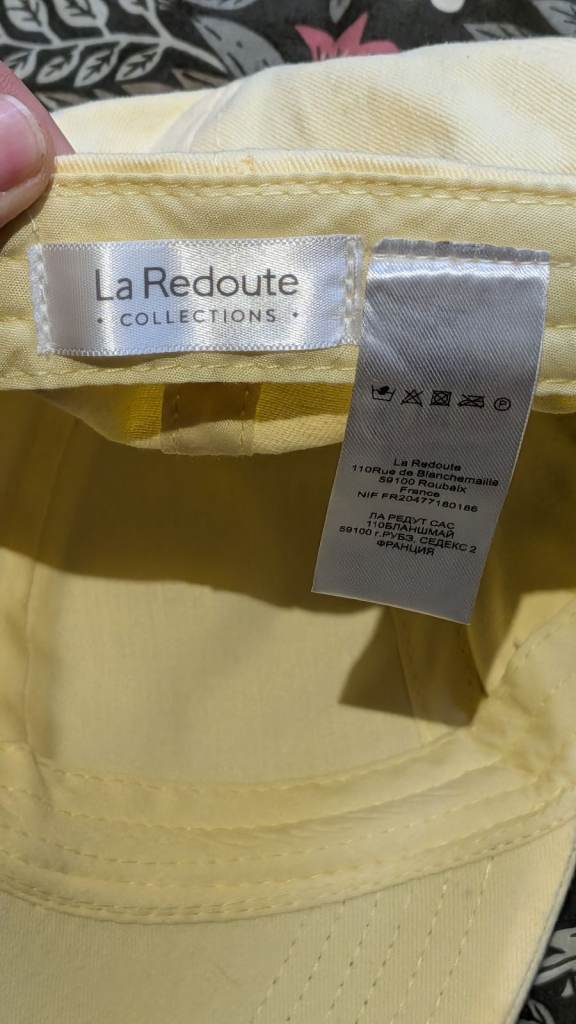 La Redoute
• COLLECTIONS •
P
La Redoute
110Rue de Blanchemaille
59100 Roubaix
France
NIF FR20477180186
ЛА РЕДУТ САС
110БЛАНШМАЙ
59100 г.РУБЭ, СЕДЕКС 2
ФРАНЦИЯ